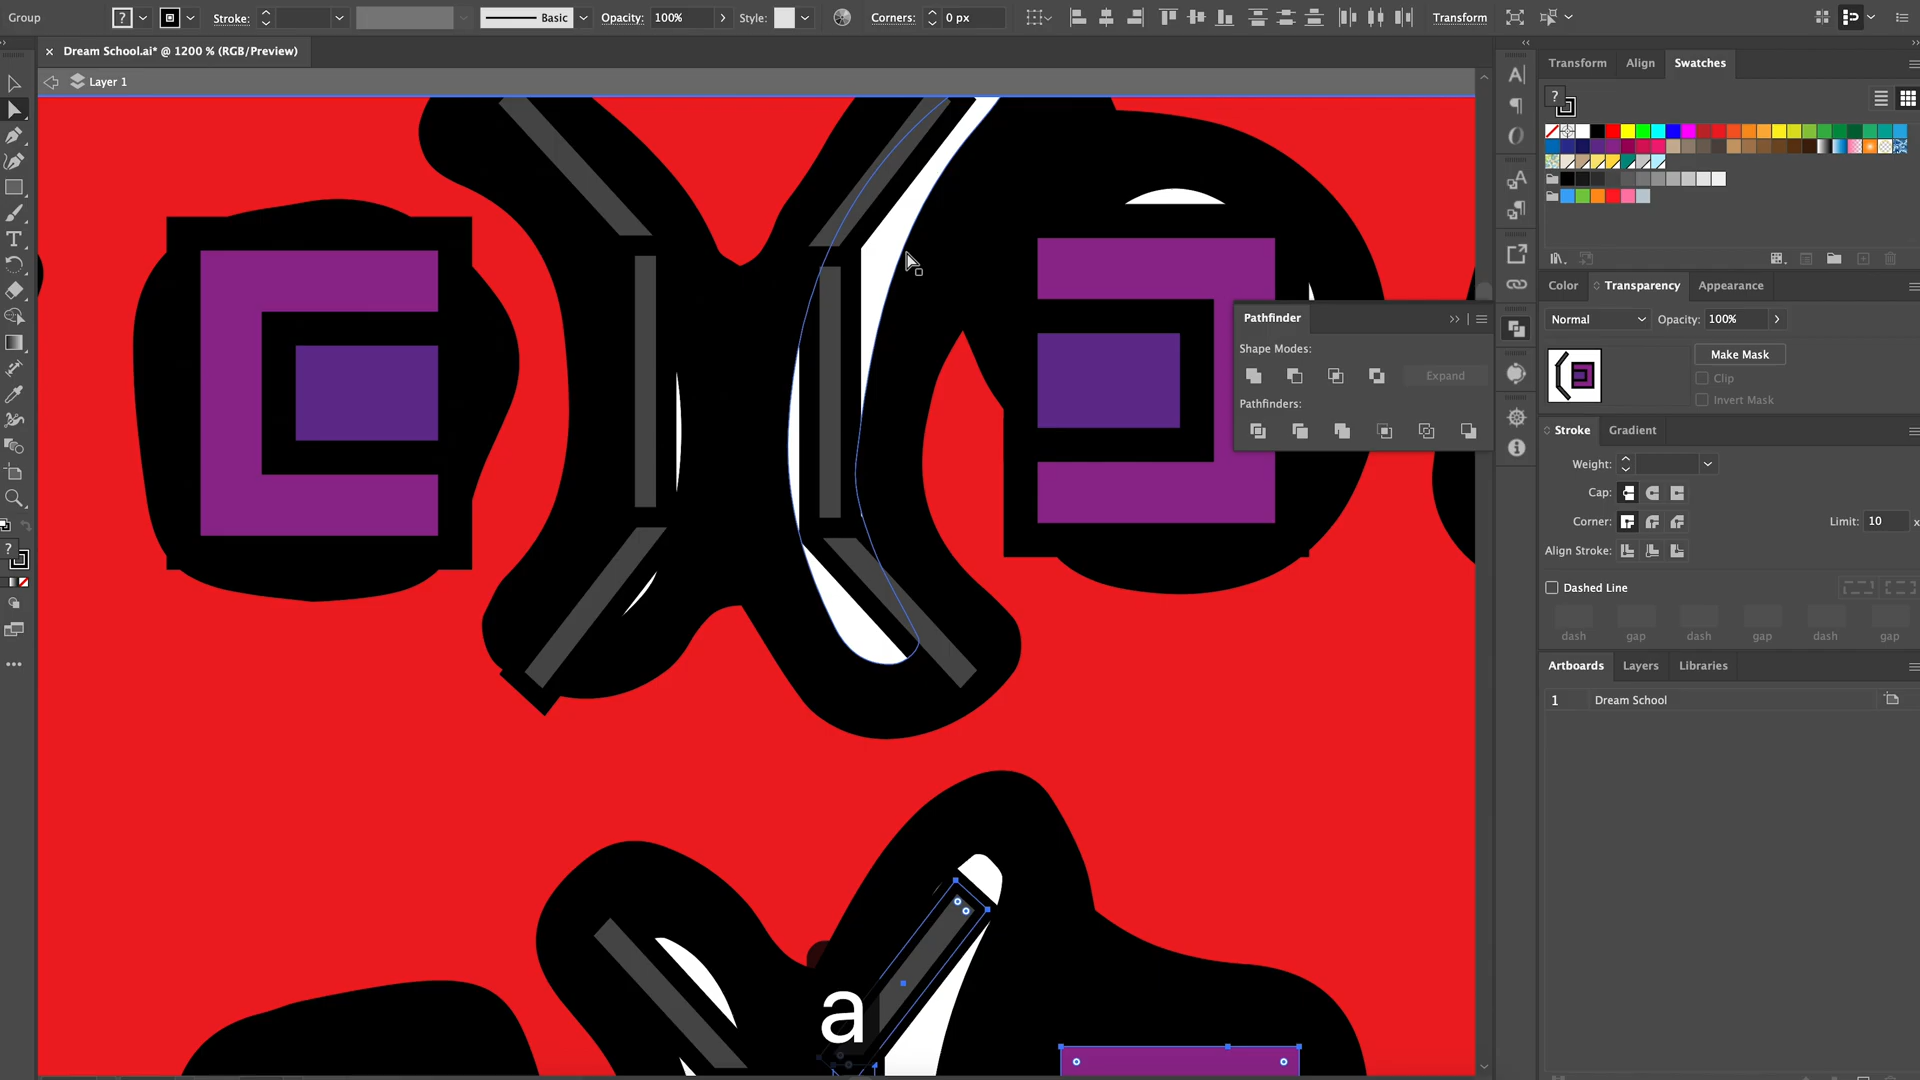 Group ? Stroke: Basic Opacity: 100% Style: Corners: 0 px Transform
× Dream School.ai* @ 1200 % (RGB/Preview)
Layer 1
Transform Align Swatches
?
Color Transparency Appearance
Normal Opacity: 100%
Make Mask
Clip
Invert Mask
Pathfinder
Shape Modes:
Expand
Pathfinders:
Stroke Gradient
Weight:
Cap:
Corner: Limit: 10 x
Align Stroke:
Dashed Line
dash gap dash gap dash gap
Artboards Layers Libraries
1 Dream School
?
a